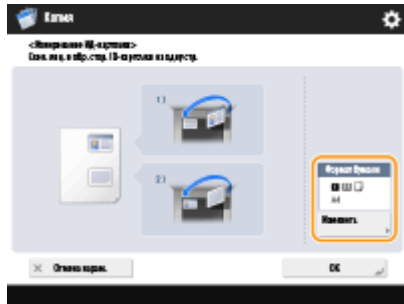 Копия
<Копирование ИД-карточки>
Скан. лиц. и обр. стор. ID-карточки на одну стр.
1)
2)
Формат бумаги
A4
Изменить
Отмена парам.
OK